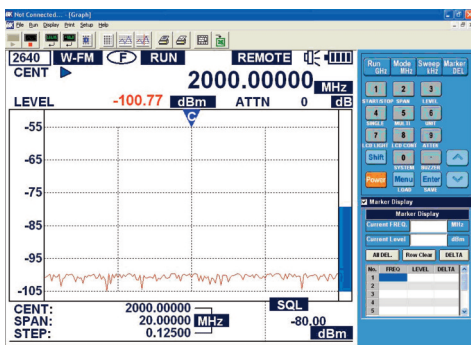 Not Connected... - [Graph]
File Run Display Print Setup Help
2640 W-FM F RUN REMOTE
CENT 2000.00000 MHz
LEVEL -100.77 dBm ATTN 0 dB
C
-55
-65
-75
-85
-95
-105
CENT: 2000.00000
SPAN: 20.00000 MHz
STEP: 0.12500
SQL
-80.00
dBm
Run Mode Sweep Marker
GHz MHz kHz DEL
1 2 3
START/STOP SPAN LEVEL
4 5 6
SINGLE MULTI UNIT
7 8 9
LCD LIGHT LCD CONT ATTEN
Shift 0 .
SYSTEM BUZZER
Power Menu Enter
LOAD SAVE
Marker Display
Marker Display
Current FREQ. MHz
Current Level dBm
All DEL. Row Clear DELTA
No. FREQ LEVEL DELTA
1
2
3
4
5